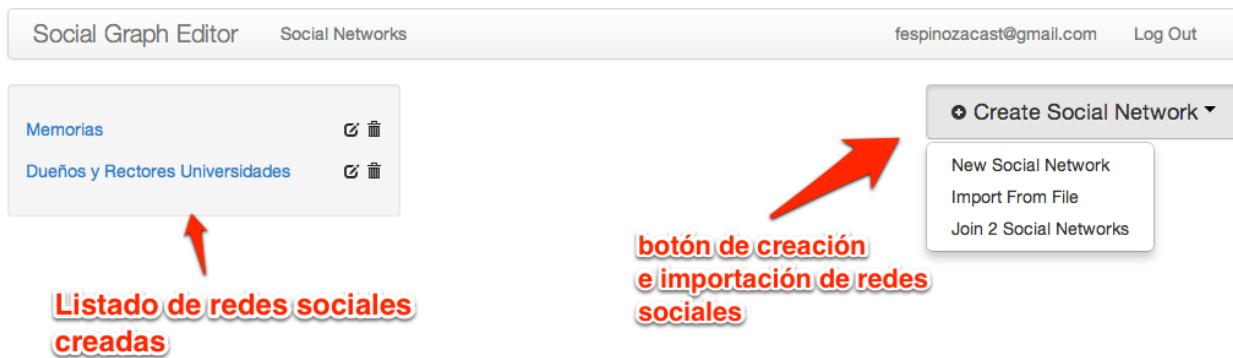 Social Graph Editor Social Networks fespinozacast@gmail.com Log Out
Memorias
Dueños y Rectores Universidades
Create Social Network
New Social Network
Import From File
Join 2 Social Networks
Listado de redes sociales
creadas
botón de creación
e importación de redes
sociales